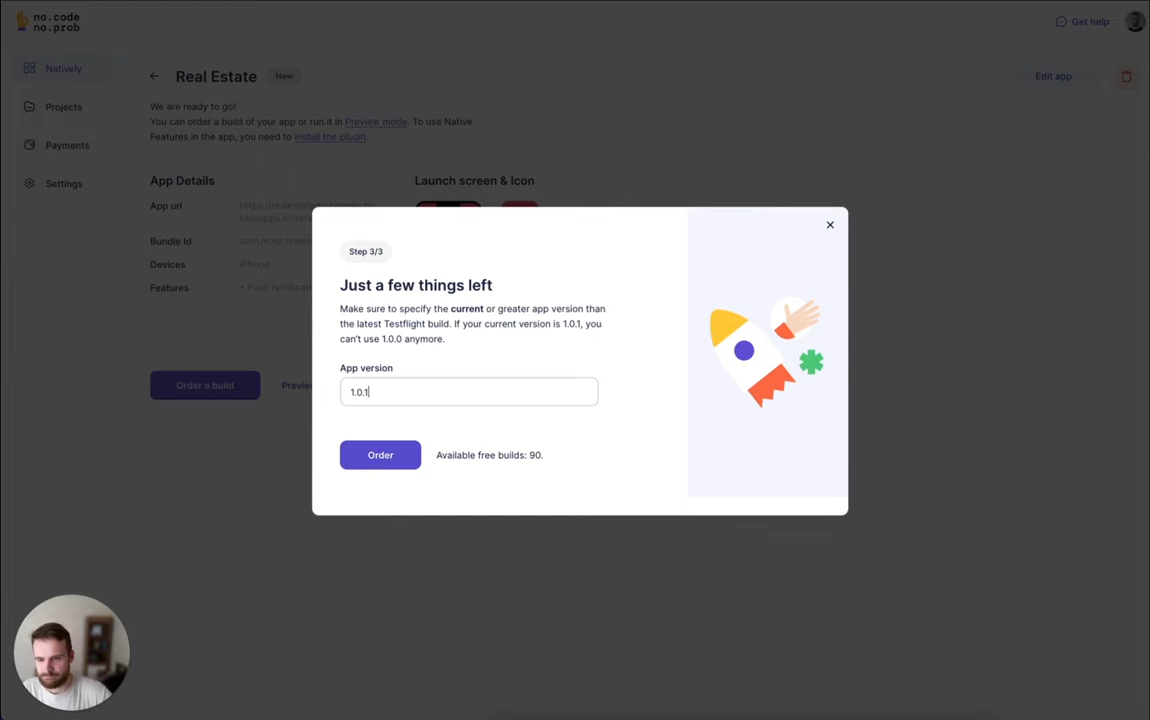 no.code
no.prob
Get help
Natively
Projects
Payments
Settings
Real Estate
New
Edit app
We are ready to go!
You can order a build of your app or run it in Preview mode. To use Native
Features in the app, you need to install the plugin.
App Details
Launch screen & Icon
App url
Bundle Id
Devices
iPhone
Features
Order a build
Step 3/3
Just a few things left
Make sure to specify the current or greater app version than
the latest Testflight build. If your current version is 1.0.1, you
can't use 1.0.0 anymore.
App version
1.0.1
Order
Available free builds: 90.